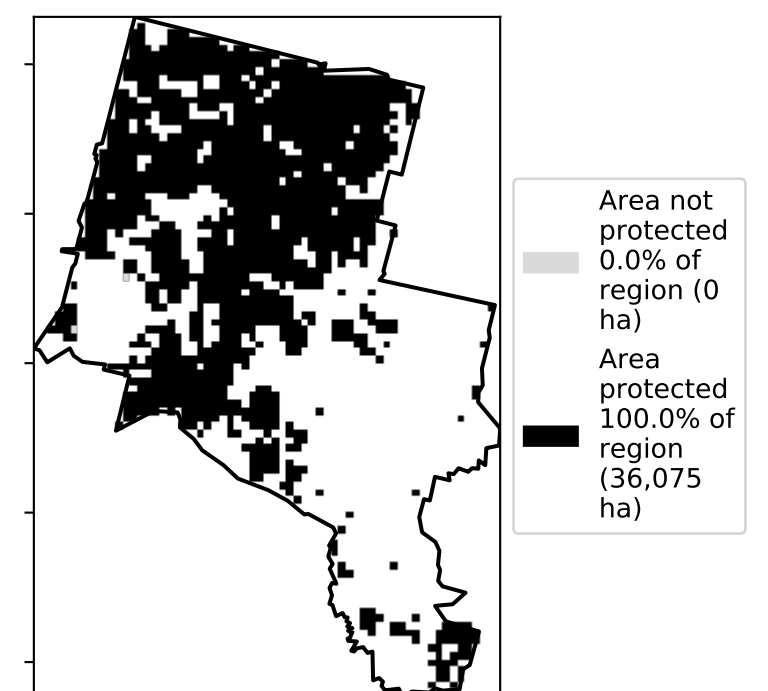 Area not
protected
0.0% of
region (0
ha)
Area
protected
100.0% of
region
(36,075
ha)